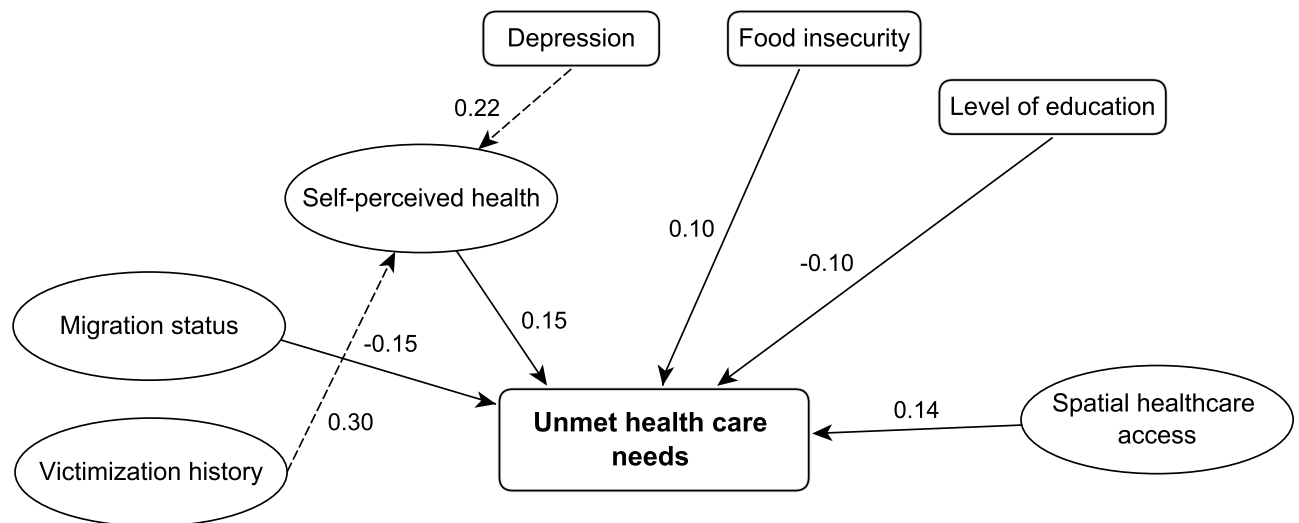 Depression
Food insecurity
Level of education
0.22
Self-perceived health
0.10
-0.10
Migration status
0.15
-0.15
Victimization history
0.30
Unmet health care
needs
0.14
Spatial healthcare
access